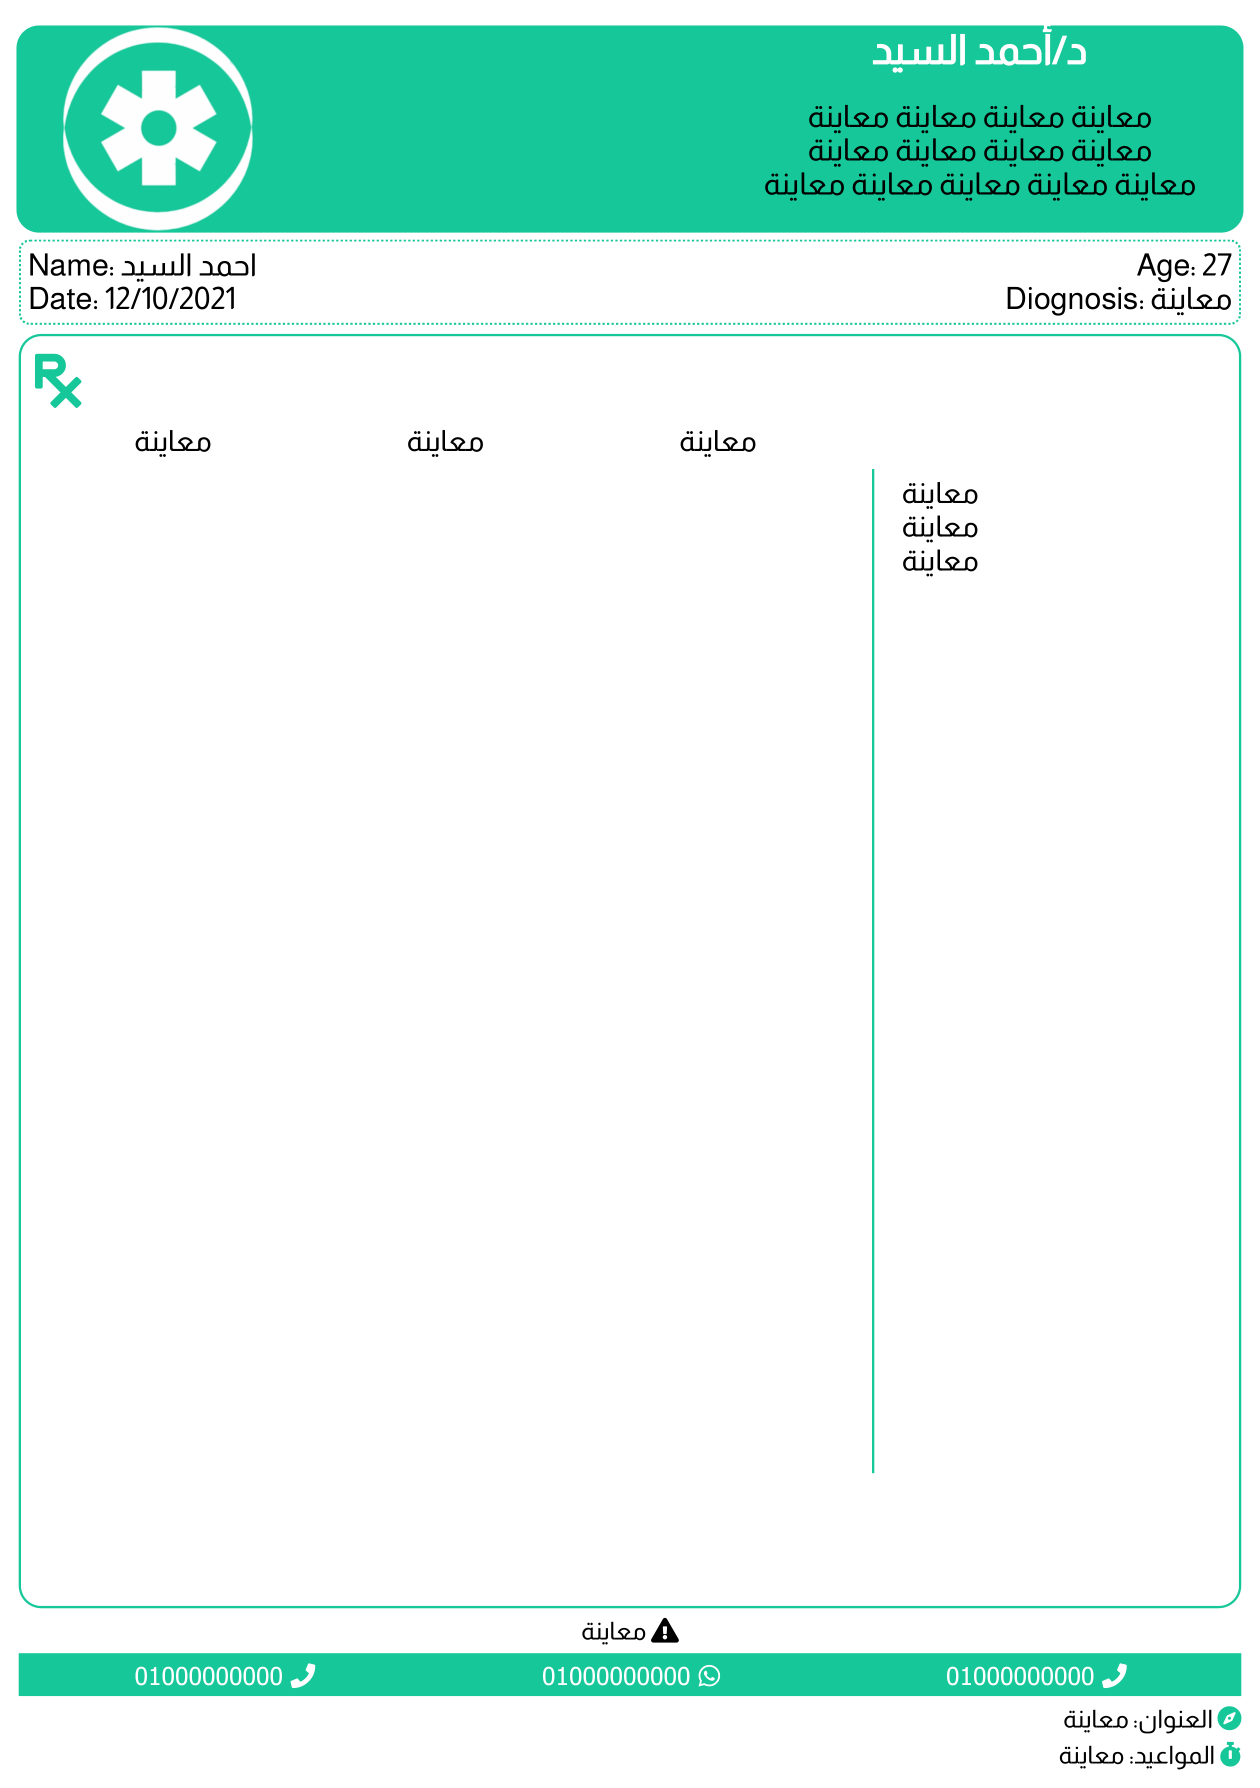 د/أحمد السيد
معاينة معاينة معاينة معاينة
معاينة معاينة معاينة معاينة
معاينة معاينة معاينة معاينة معاينة
Name: احمد السيد
Age: 27
Date: 12/10/2021
Diognosis: معاينة
Rx
معاينة معاينة معاينة
معاينة
معاينة
معاينة
معاينة
01000000000 01000000000 01000000000
العنوان: معاينة
المواعيد: معاينة